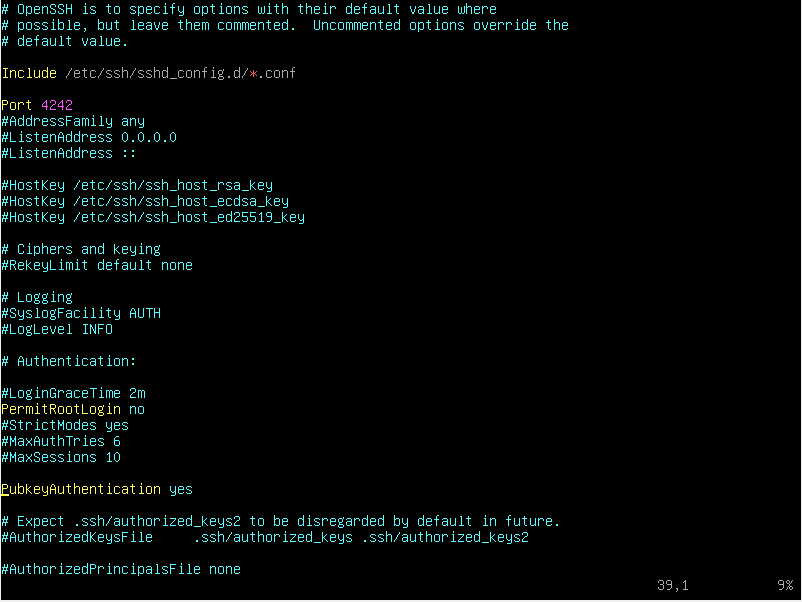 # OpenSSH is to specify options with their default value where
# possible, but leave them commented.  Uncommented options override the
# default value.
Include /etc/ssh/sshd_config.d/*.conf
Port 4242
#AddressFamily any
#ListenAddress 0.0.0.0
#ListenAddress ::
#HostKey /etc/ssh/ssh_host_rsa_key
#HostKey /etc/ssh/ssh_host_ecdsa_key
#HostKey /etc/ssh/ssh_host_ed25519_key
# Ciphers and keying
#RekeyLimit default none
# Logging
#SyslogFacility AUTH
#LogLevel INFO
# Authentication:
#LoginGraceTime 2m
PermitRootLogin no
#StrictModes yes
#MaxAuthTries 6
#MaxSessions 10
PubkeyAuthentication yes
# Expect .ssh/authorized_keys2 to be disregarded by default in future.
#AuthorizedKeysFile     .ssh/authorized_keys .ssh/authorized_keys2
#AuthorizedPrincipalsFile none
39,1 9%